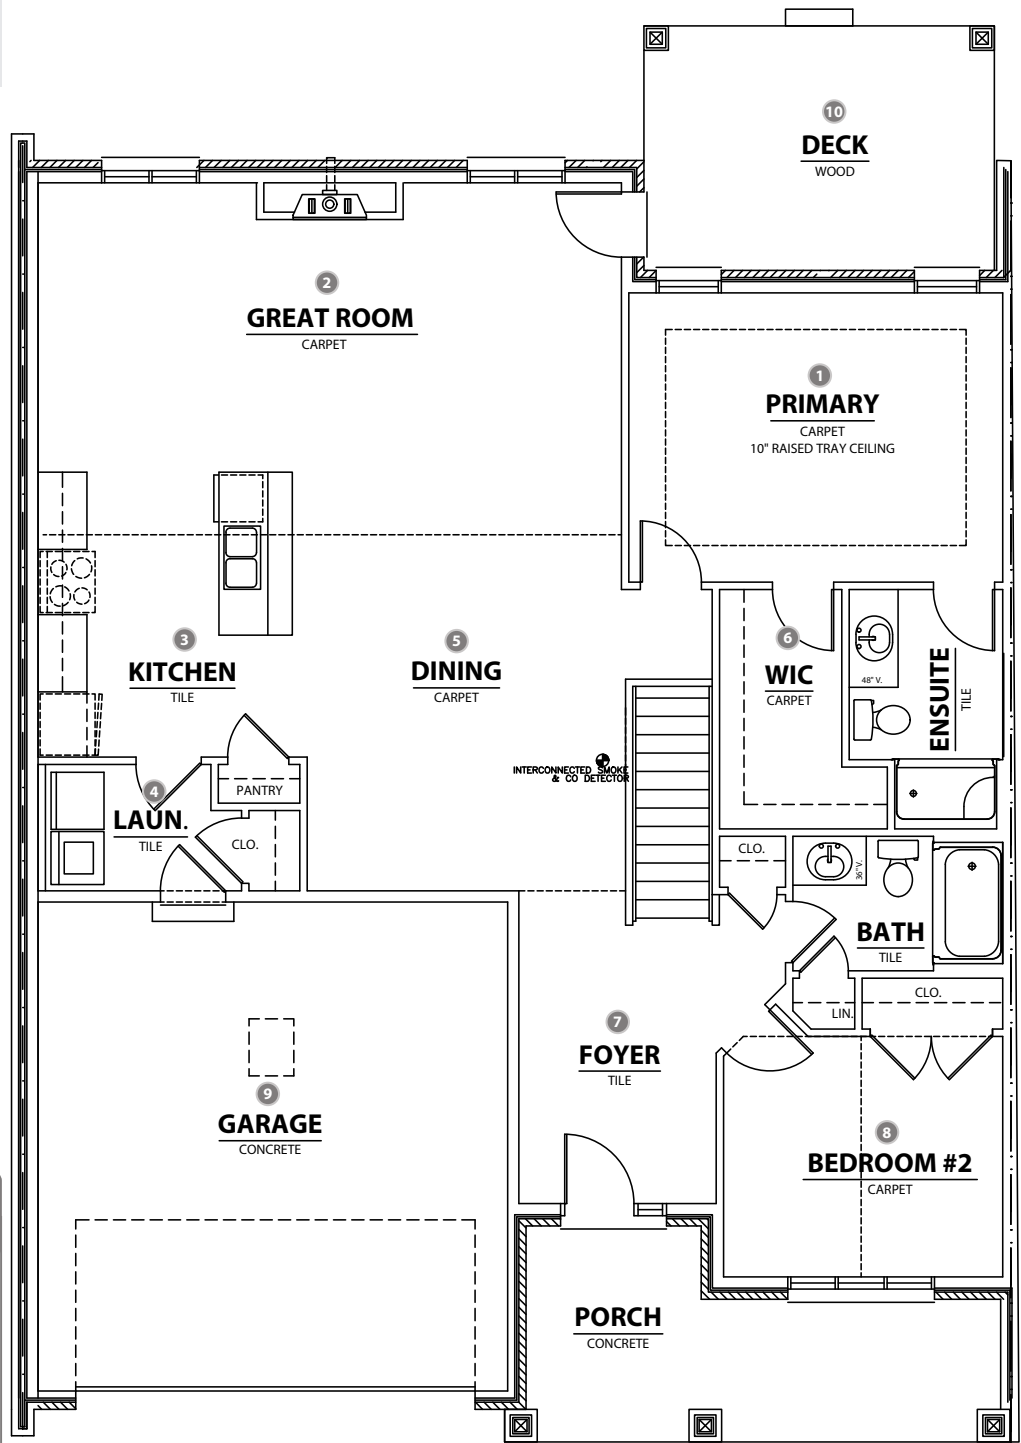 10
DECK
WOOD
2
GREAT ROOM
CARPET
1
PRIMARY
CARPET
10" RAISED TRAY CEILING
3
KITCHEN
TILE
5
DINING
CARPET
6
WIC
CARPET
48" V.
ENSUITE
TILE
INTERCONNECTED SMOKE
& CO DETECTOR
PANTRY
4
LAUN.
TILE
CLO.
CLO.
36" V.
BATH
TILE
LIN.
CLO.
7
FOYER
TILE
9
GARAGE
CONCRETE
8
BEDROOM #2
CARPET
PORCH
CONCRETE